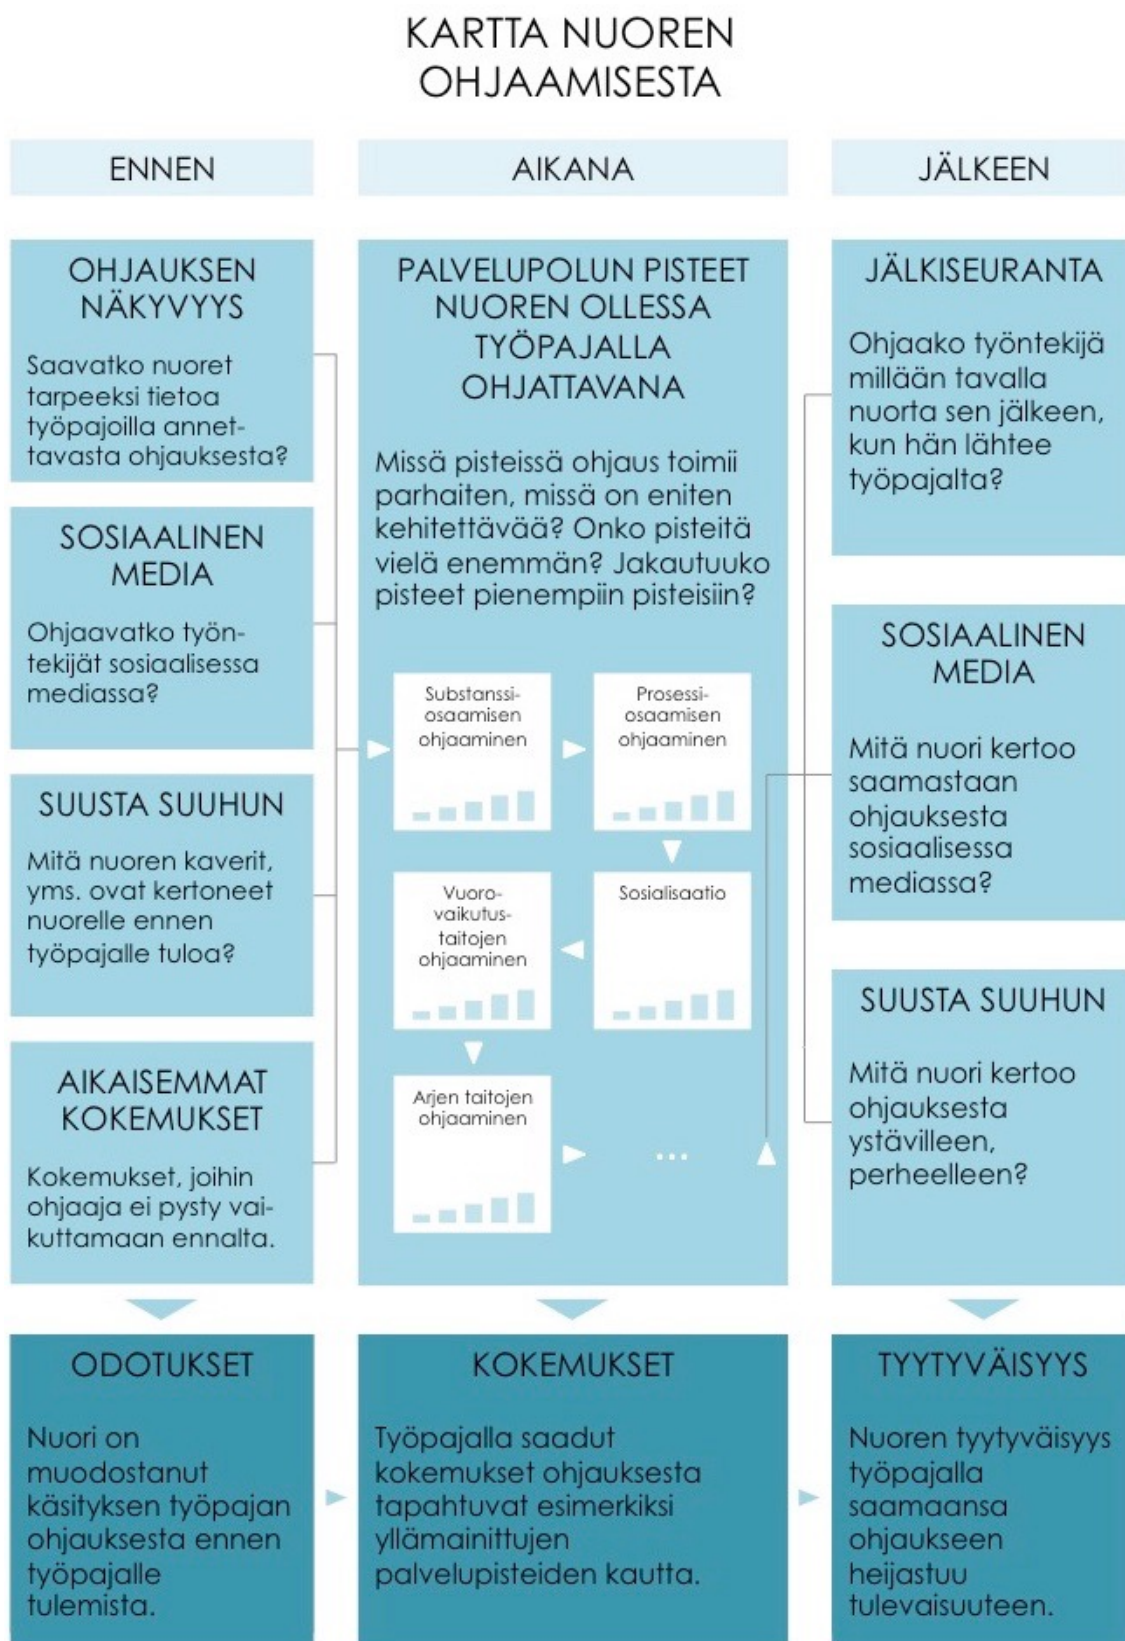 KARTTA NUOREN
OHJAAMISESTA
ENNEN
OHJAUKSEN
NÄKYVYYS
Saavatko nuoret
tarpeeksi tietoa
työpajoilla annet-
tavasta ohjauksesta?
SOSIAALINEN
MEDIA
Ohjaavatko työn-
tekijät sosiaalisessa
mediassa?
SUUSTA SUUHUN
Mitä nuoren kaverit,
yms. ovat kertoneet
nuorelle ennen
työpajalle tuloa?
AIKAISEMMAT
KOKEMUKSET
Kokemukset, joihin
ohjaaja ei pysty vai-
kuttamaan ennalta.
AIKANA
PALVELUPOLUN PISTEET
NUOREN OLLESSA
TYÖPAJALLA
OHJATTAVANA
Missä pisteissä ohjaus toimii
parhaiten, missä on eniten
kehitettävää? Onko pisteitä
vielä enemmän? Jakautuuko
pisteet pienempiin pisteisiin?
Substanssi-
osaamisen
ohjaaminen
Prosessi-
osaamisen
ohjaaminen
Sosialisaatio
Vuoro-
vaikutus-
taitojen
ohjaaminen
Arjen taitojen
ohjaaminen
...
JÄLKEEN
JÄLKISEURANTA
Ohjaako työntekijä
millään tavalla
nuorta sen jälkeen,
kun hän lähtee
työpajalta?
SOSIAALINEN
MEDIA
Mitä nuori kertoo
saamastaan
ohjauksesta
sosiaalisessa
mediassa?
SUUSTA SUUHUN
Mitä nuori kertoo
ohjauksesta
ystävilleen,
perheelleen?
ODOTUKSET
Nuori on
muodostanut
käsityksen työpajan
ohjauksesta ennen
työpajalle
tulemista.
KOKEMUKSET
Työpajalla saadut
kokemukset ohjauksesta
tapahtuvat esimerkiksi
yllämainittujen
palvelupisteiden kautta.
TYYTYVÄISYYS
Nuoren tyytyväisyys
työpajalla
saamaansa
ohjaukseen
heijastuu
tulevaisuuteen.